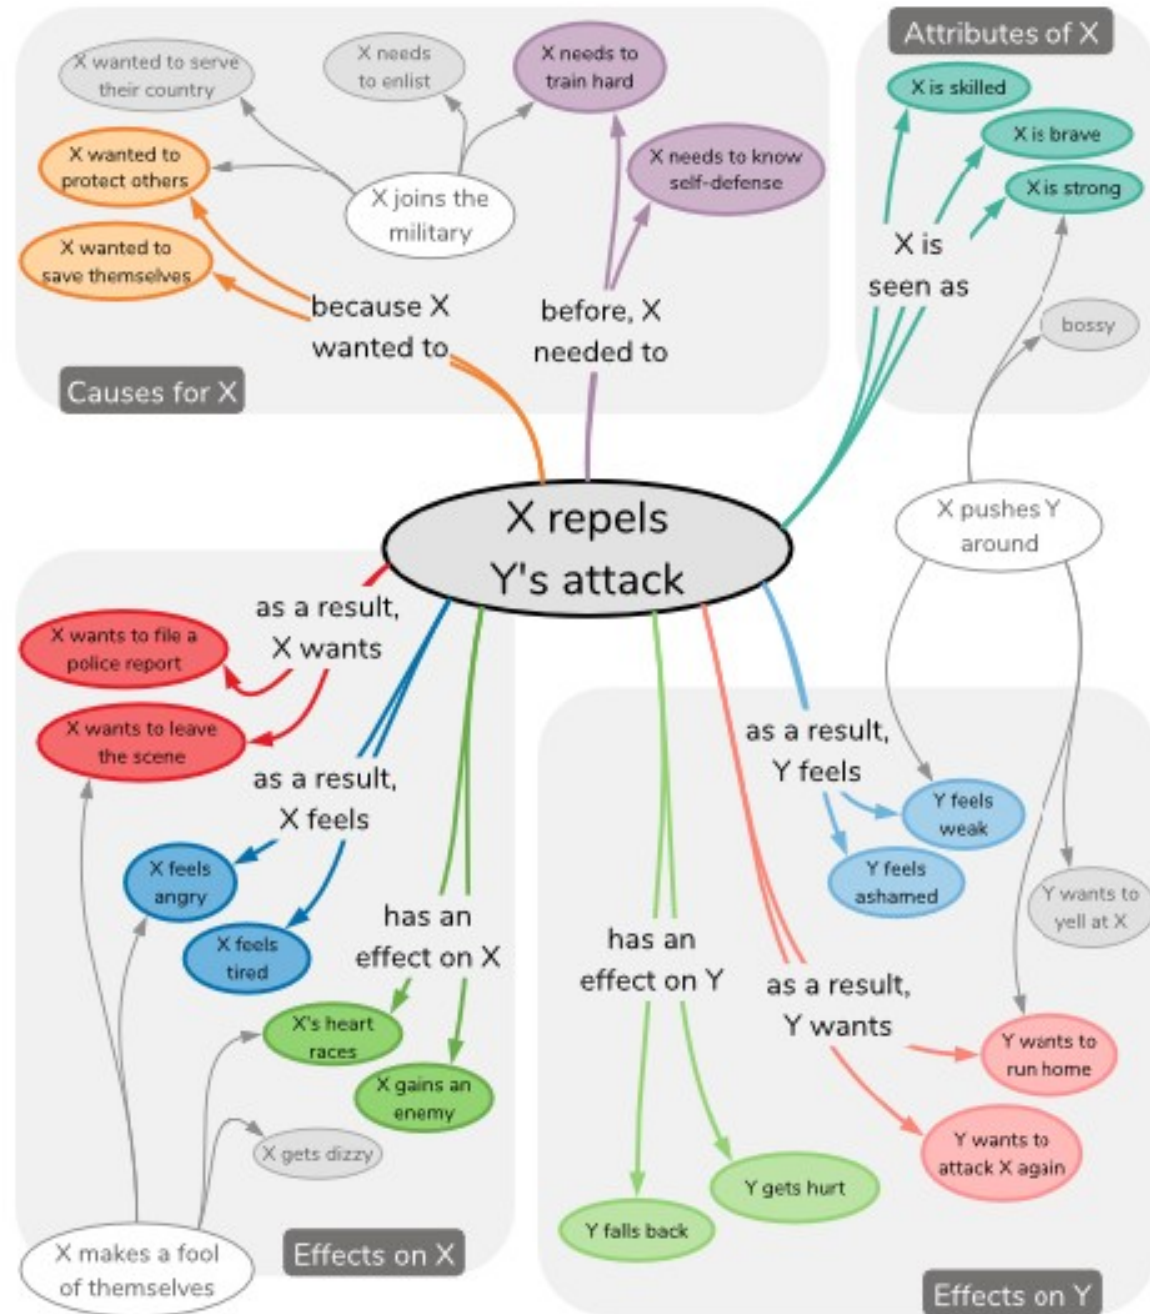 X wanted to serve
their country
X needs
to enlist
X needs to
train hard
X wanted to
protect others
X joins the
military
X needs to know
self-defense
X wanted to
save themselves
because X
wanted to
before, X
needed to
Causes for X
Attributes of X
X is skilled
X is brave
X is strong
X is
seen as
bossy
X pushes Y
around
X repels
Y's attack
as a result,
X wants
X wants to file a
police report
X wants to leave
the scene
as a result,
X feels
X feels
angry
X feels
tired
has an
effect on X
X's heart
races
X gains an
enemy
X gets dizzy
X makes a fool
of themselves
Effects on X
as a result,
Y feels
Y feels
weak
Y feels
ashamed
Y wants to
yell at X
has an
effect on Y
as a result,
Y wants
Y wants to
run home
Y wants to
attack X again
Y gets hurt
Y falls back
Effects on Y